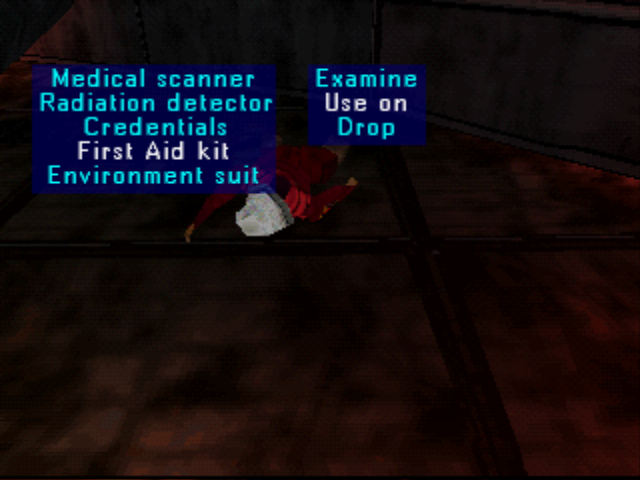 Medical scanner
Radiation detector
Credentials
First Aid kit
Environment suit
Examine
Use on
Drop